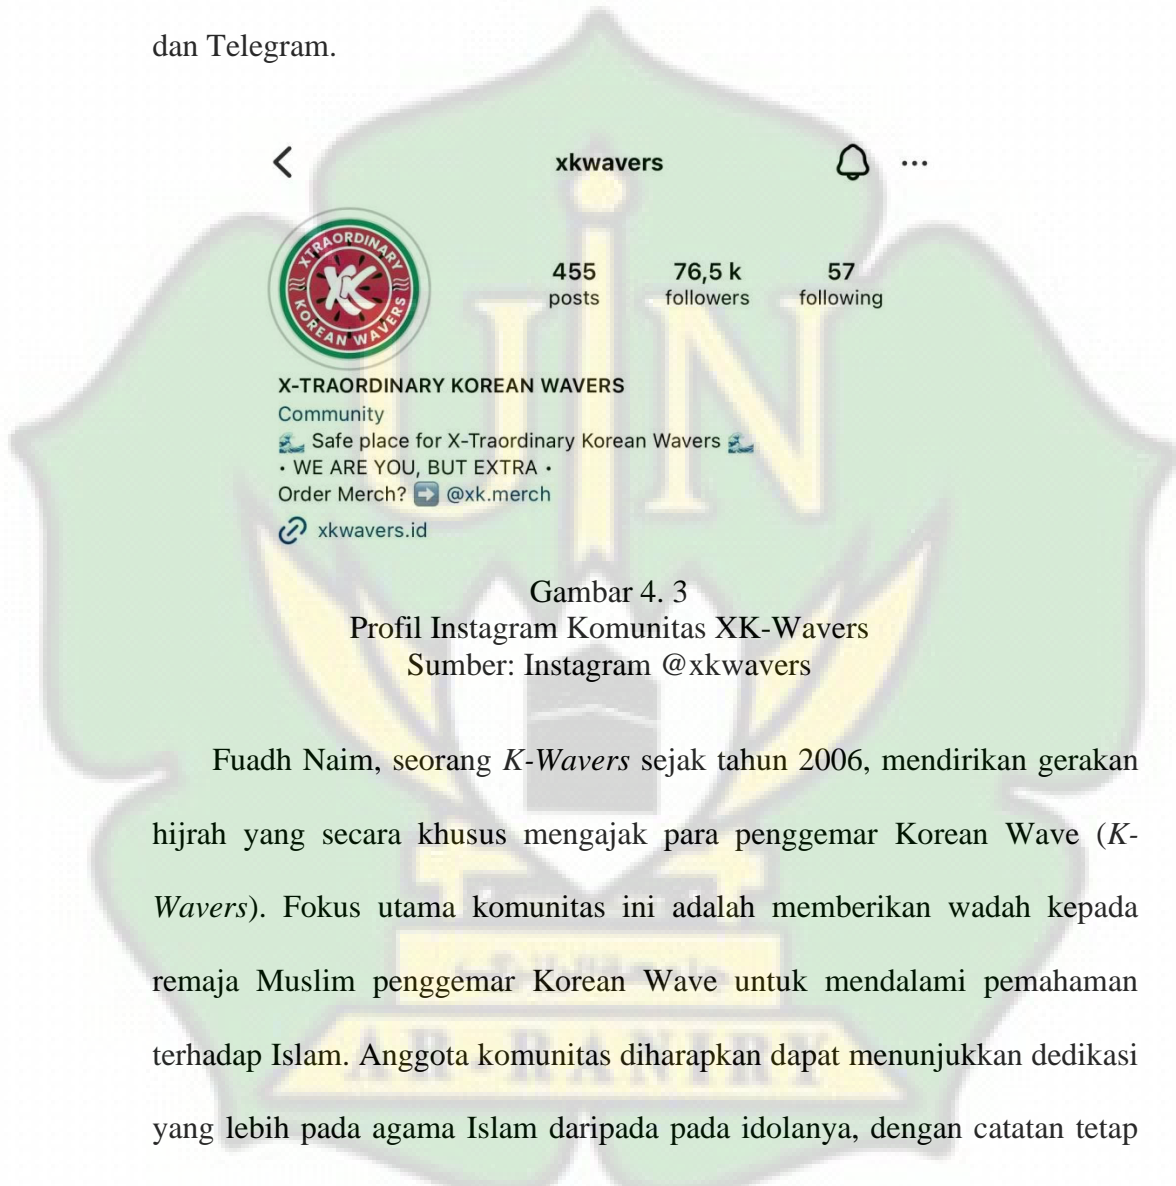 dan Telegram.
xkwavers
XTRAORDINARY
XK
KOREAN WAVERS
455
76,5 k
57
posts
followers
following
X-TRAORDINARY KOREAN WAVERS
Community
🌊 Safe place for X-Traordinary Korean Wavers 🌊
• WE ARE YOU, BUT EXTRA •
Order Merch? ➡️ @xk.merch
xkwavers.id
Gambar 4. 3
Profil Instagram Komunitas XK-Wavers
Sumber: Instagram @xkwavers
Fuadh Naim, seorang K-Wavers sejak tahun 2006, mendirikan gerakan
hijrah yang secara khusus mengajak para penggemar Korean Wave (K-
Wavers). Fokus utama komunitas ini adalah memberikan wadah kepada
remaja Muslim penggemar Korean Wave untuk mendalami pemahaman
terhadap Islam. Anggota komunitas diharapkan dapat menunjukkan dedikasi
yang lebih pada agama Islam daripada pada idolanya, dengan catatan tetap
UIN
AR-RANIRY